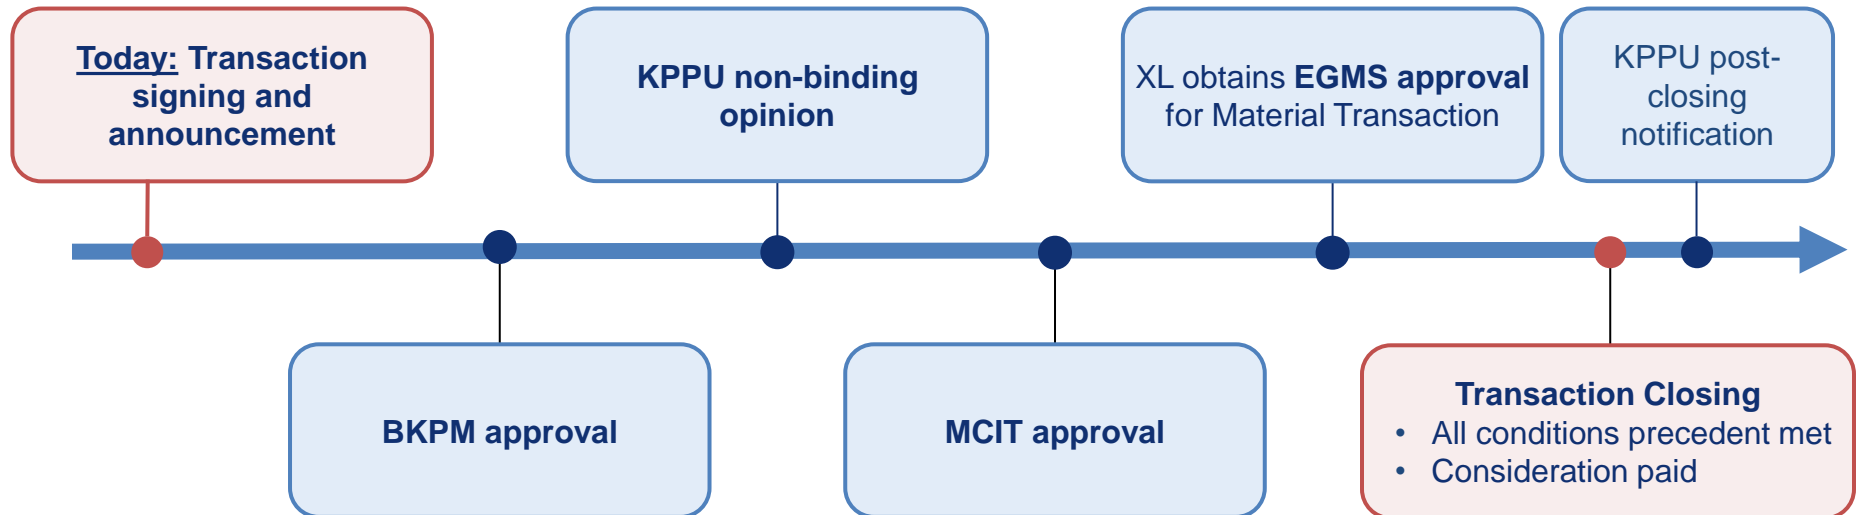 Today: Transaction
signing and
announcement
KPPU non-binding
opinion
XL obtains EGMS approval
for Material Transaction
KPPU post-
closing
notification
BKPM approval
MCIT approval
Transaction Closing
• All conditions precedent met
• Consideration paid